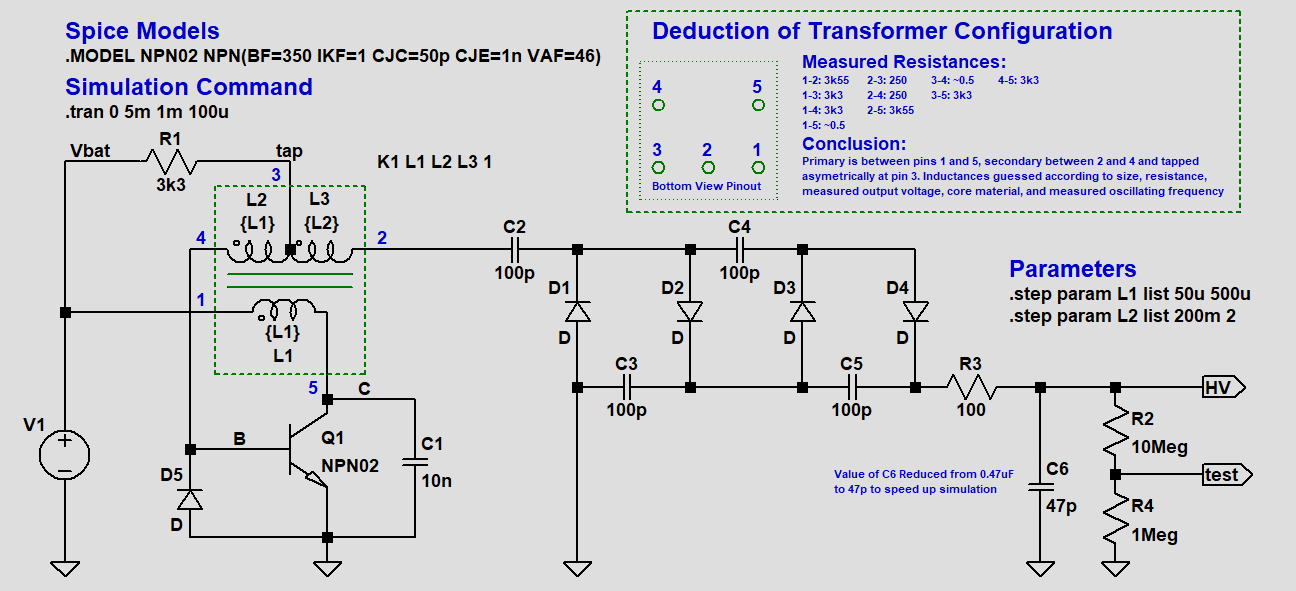 Spice Models
.MODEL NPN02 NPN(BF=350 IKF=1 CJC=50p CJE=1n VAF=46)
Simulation Command
.tran 0 5m 1m 100u
Deduction of Transformer Configuration
4
5
3
2
1
Bottom View Pinout
Measured Resistances:
1-2: 3k55 2-3: 250 3-4: ~0.5 4-5: 3k3
1-3: 3k3 2-4: 250 3-5: 3k3
1-4: 3k3 2-5: 3k55
1-5: ~0.5
Conclusion:
Primary is between pins 1 and 5, secondary between 2 and 4 and tapped
asymetrically at pin 3. Inductances guessed according to size, resistance,
measured output voltage, core material, and measured oscillating frequency
Vbat
R1
3k3
tap
3
K1 L1 L2 L3 1
L2
{L1}
L3
{L2}
4
2
1
{L1}
L1
5
C
V1
B
Q1
NPN02
C1
10n
D5
D
C2
100p
C4
100p
D1
D
D2
D
D3
D
D4
D
C3
100p
C5
100p
R3
100
Parameters
.step param L1 list 50u 500u
.step param L2 list 200m 2
HV
R2
10Meg
test
R4
1Meg
C6
47p
Value of C6 Reduced from 0.47uF
to 47p to speed up simulation